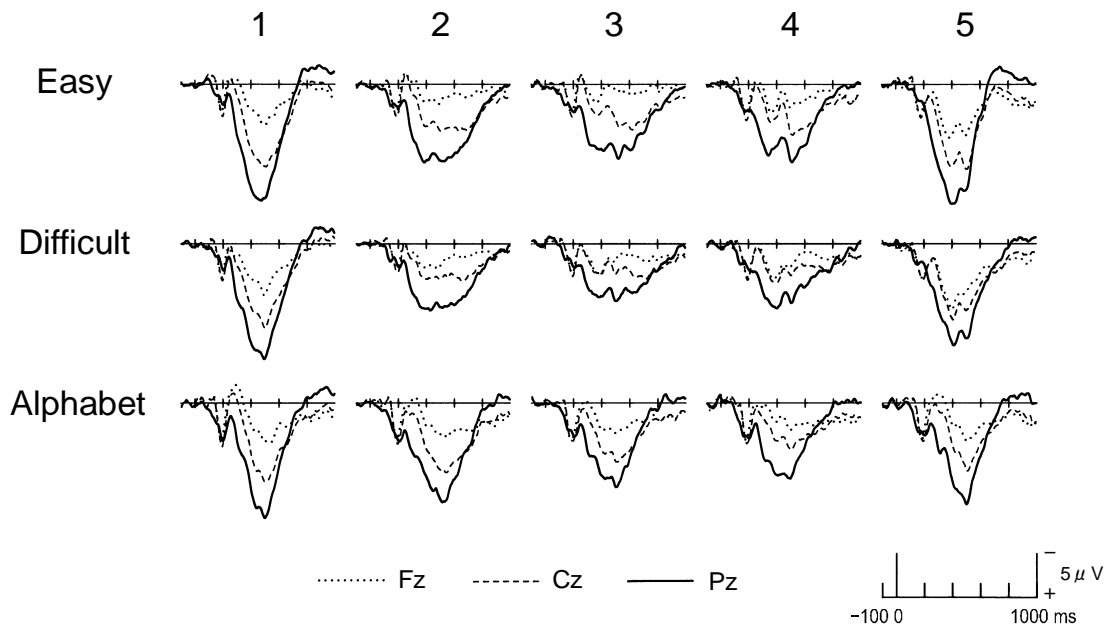 1 2 3 4 5
Easy
Difficult
Alphabet
Fz Cz Pz
−
5 μ V
+
−100 0 1000 ms